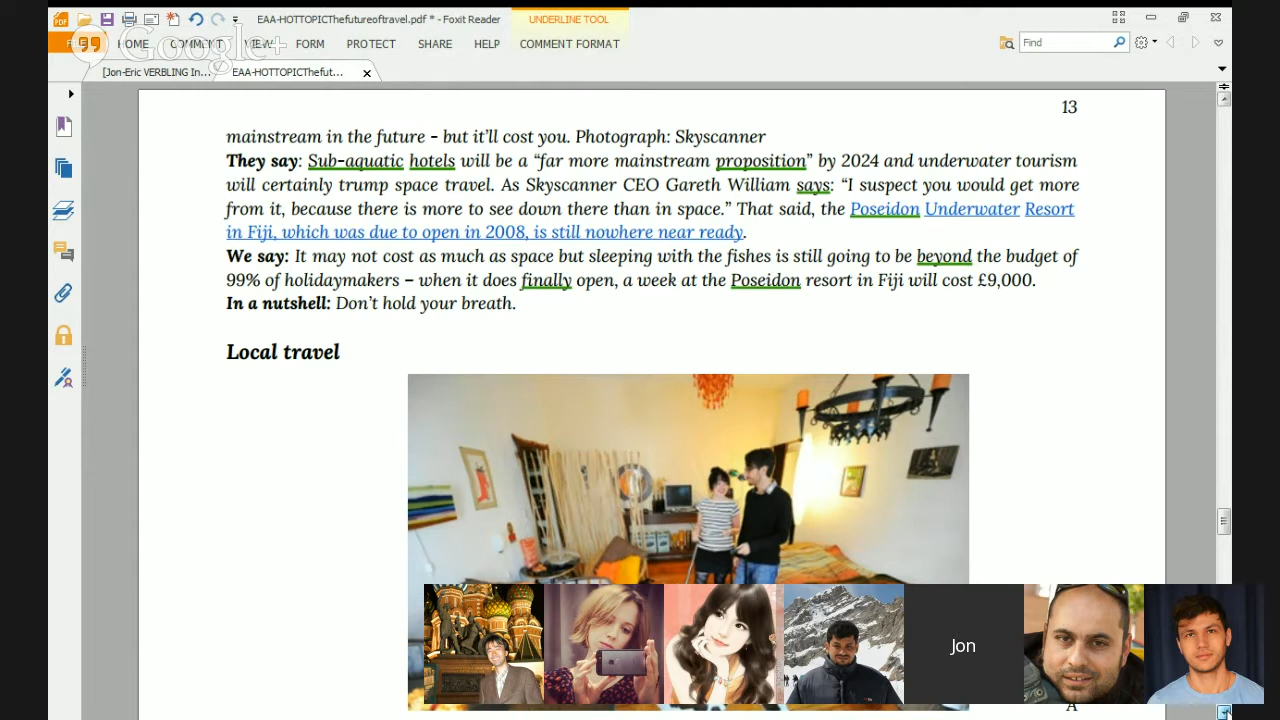 EAA-HOTTOPICThefutureoftravel.pdf * - Foxit Reader
UNDERLINE TOOL
Google+
HOME
COMMENT
VIEW
FORM
PROTECT
SHARE
HELP
COMMENT FORMAT
Find
[Jon-Eric VERBLING In...
EAA-HOTTOPICThefut...
13
mainstream in the future - but it'll cost you. Photograph: Skyscanner
They say: Sub-aquatic hotels will be a “far more mainstream proposition” by 2024 and underwater tourism
will certainly trump space travel. As Skyscanner CEO Gareth William says: “I suspect you would get more
from it, because there is more to see down there than in space.” That said, the Poseidon Underwater Resort
in Fiji, which was due to open in 2008, is still nowhere near ready.
We say: It may not cost as much as space but sleeping with the fishes is still going to be beyond the budget of
99% of holidaymakers – when it does finally open, a week at the Poseidon resort in Fiji will cost £9,000.
In a nutshell: Don't hold your breath.
Local travel
Jon